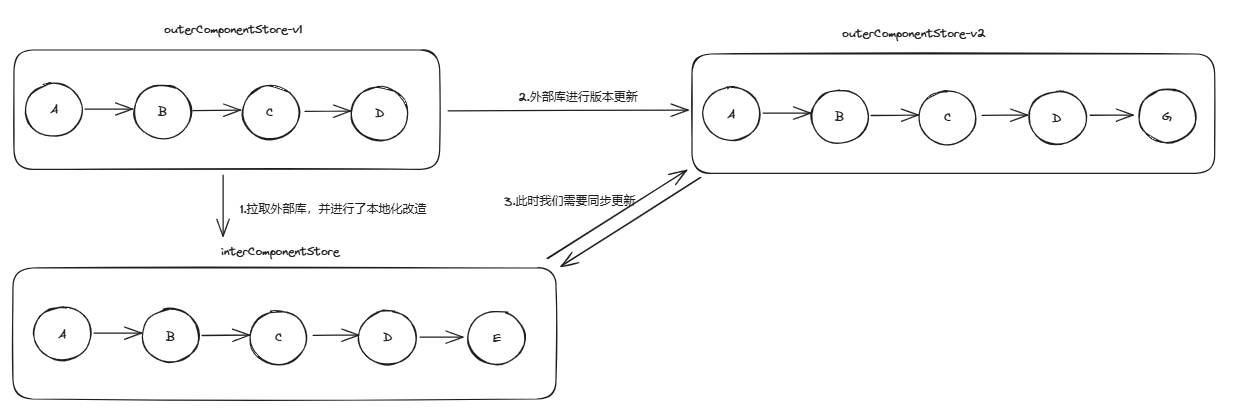 outerComponentStore-v1
A
B
C
D
2.外部库进行版本更新
outerComponentStore-v2
A
B
C
D
G
1.拉取外部库，并进行了本地化改造
3.此时我们需要同步更新
interComponentStore
A
B
C
D
E